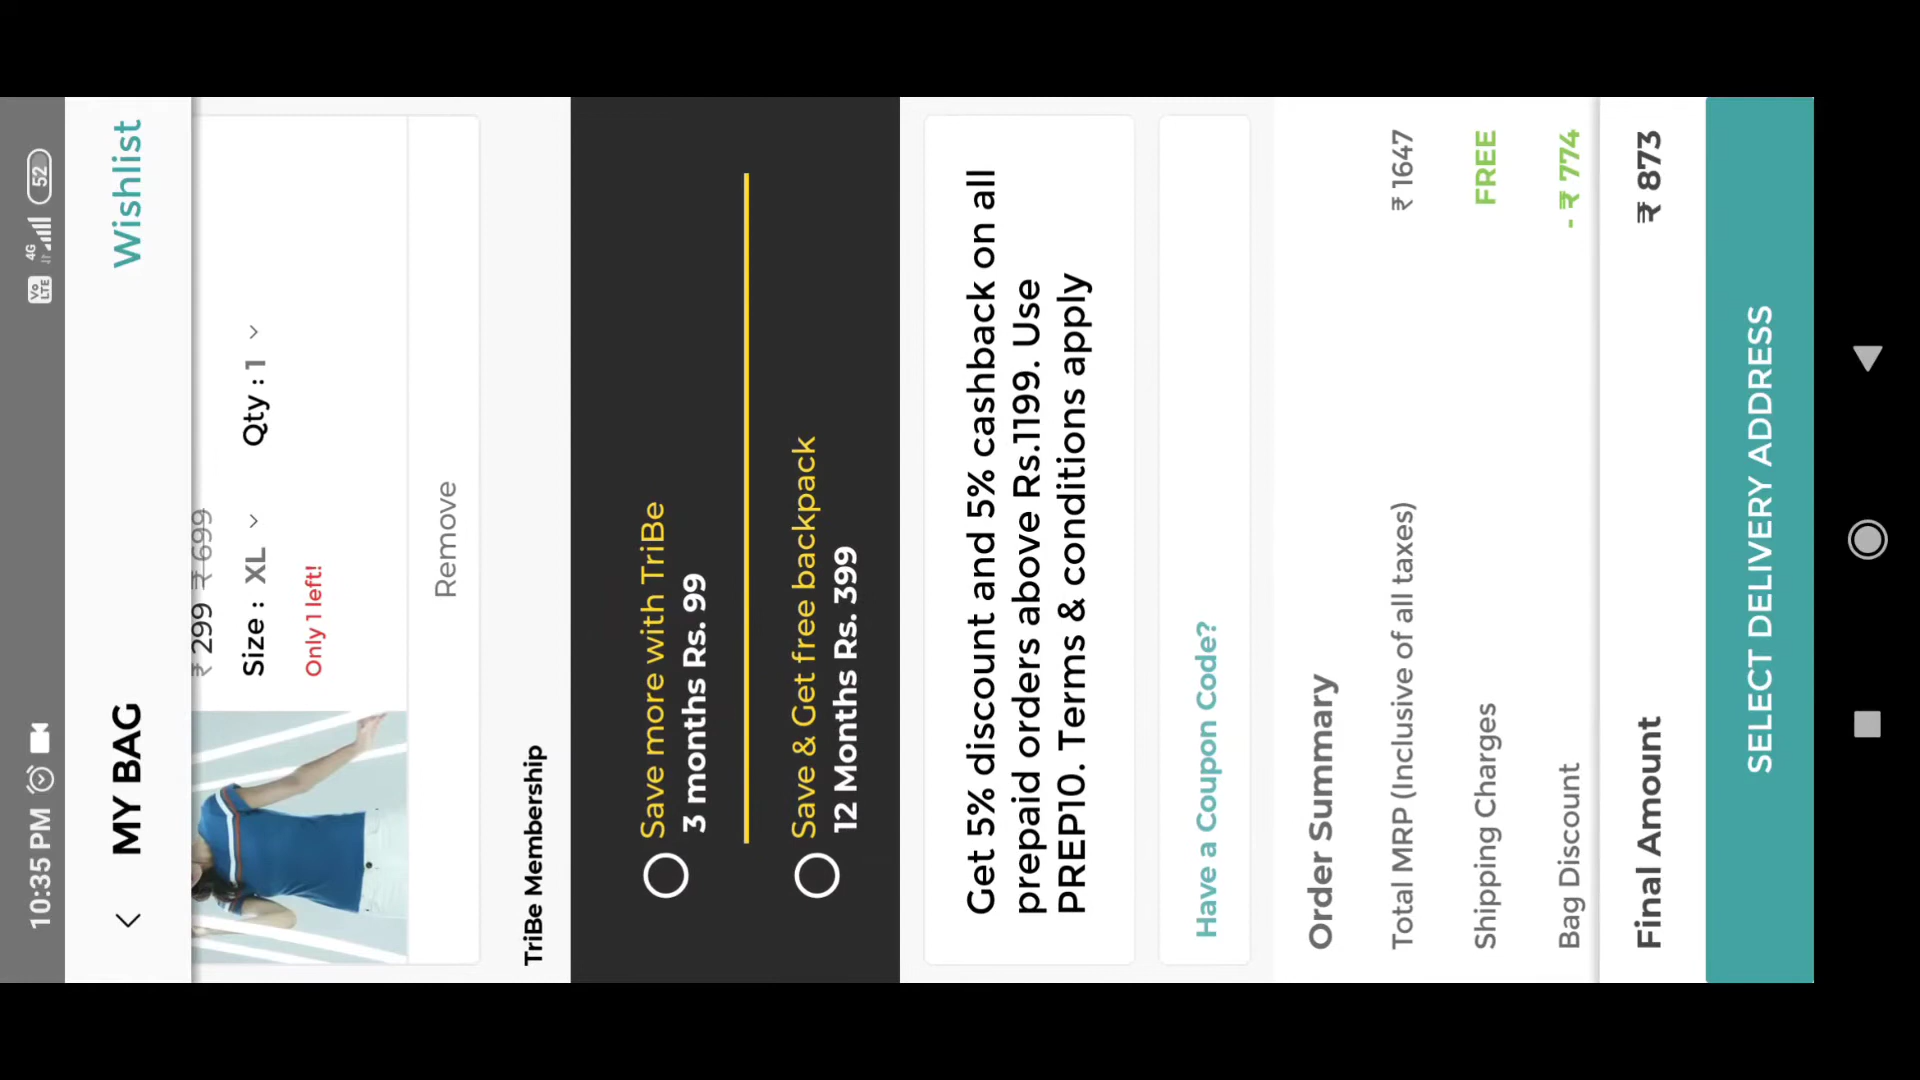 10:35 PM
Vo LTE
4G
52
MY BAG
Wishlist
₹ 299 ₹ 699
Size : XL
Qty : 1
Only 1 left!
Remove
TriBe Membership
Save more with TriBe
3 months Rs. 99
Save & Get free backpack
12 Months Rs. 399
Get 5% discount and 5% cashback on all
prepaid orders above Rs.1199. Use
PREP10. Terms & conditions apply
Have a Coupon Code?
Order Summary
Total MRP (Inclusive of all taxes)
₹ 1647
Shipping Charges
FREE
Bag Discount
- ₹ 774
Final Amount
₹ 873
SELECT DELIVERY ADDRESS